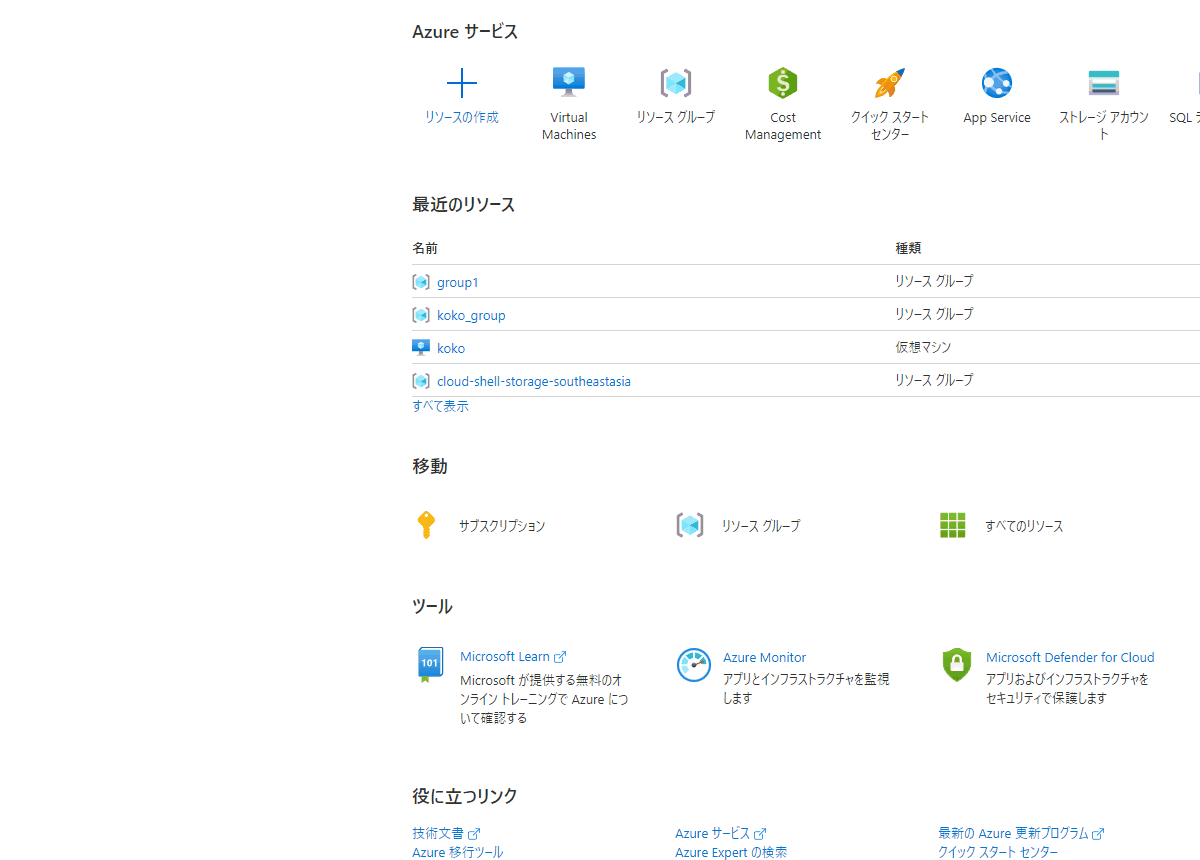 Azure サービス
リソースの作成
Virtual
Machines
リソース グループ
Cost
Management
クイック スタート
センター
App Service
ストレージ アカウン
ト
SQL
最近のリソース
名前 種類
group1 リソース グループ
koko_group リソース グループ
koko 仮想マシン
cloud-shell-storage-southeastasia リソース グループ
すべて表示
移動
サブスクリプション リソース グループ すべてのリソース
ツール
101
Microsoft Learn
Microsoft が提供する無料のオ
ンライン トレーニングで Azure につ
いて確認する
Azure Monitor
アプリとインフラストラクチャを監視
します
Microsoft Defender for Cloud
アプリおよびインフラストラクチャを
セキュリティで保護します
役に立つリンク
技術文書 Azure サービス 最新の Azure 更新プログラム
Azure 移行ツール Azure Expert の検索 クイック スタート センター